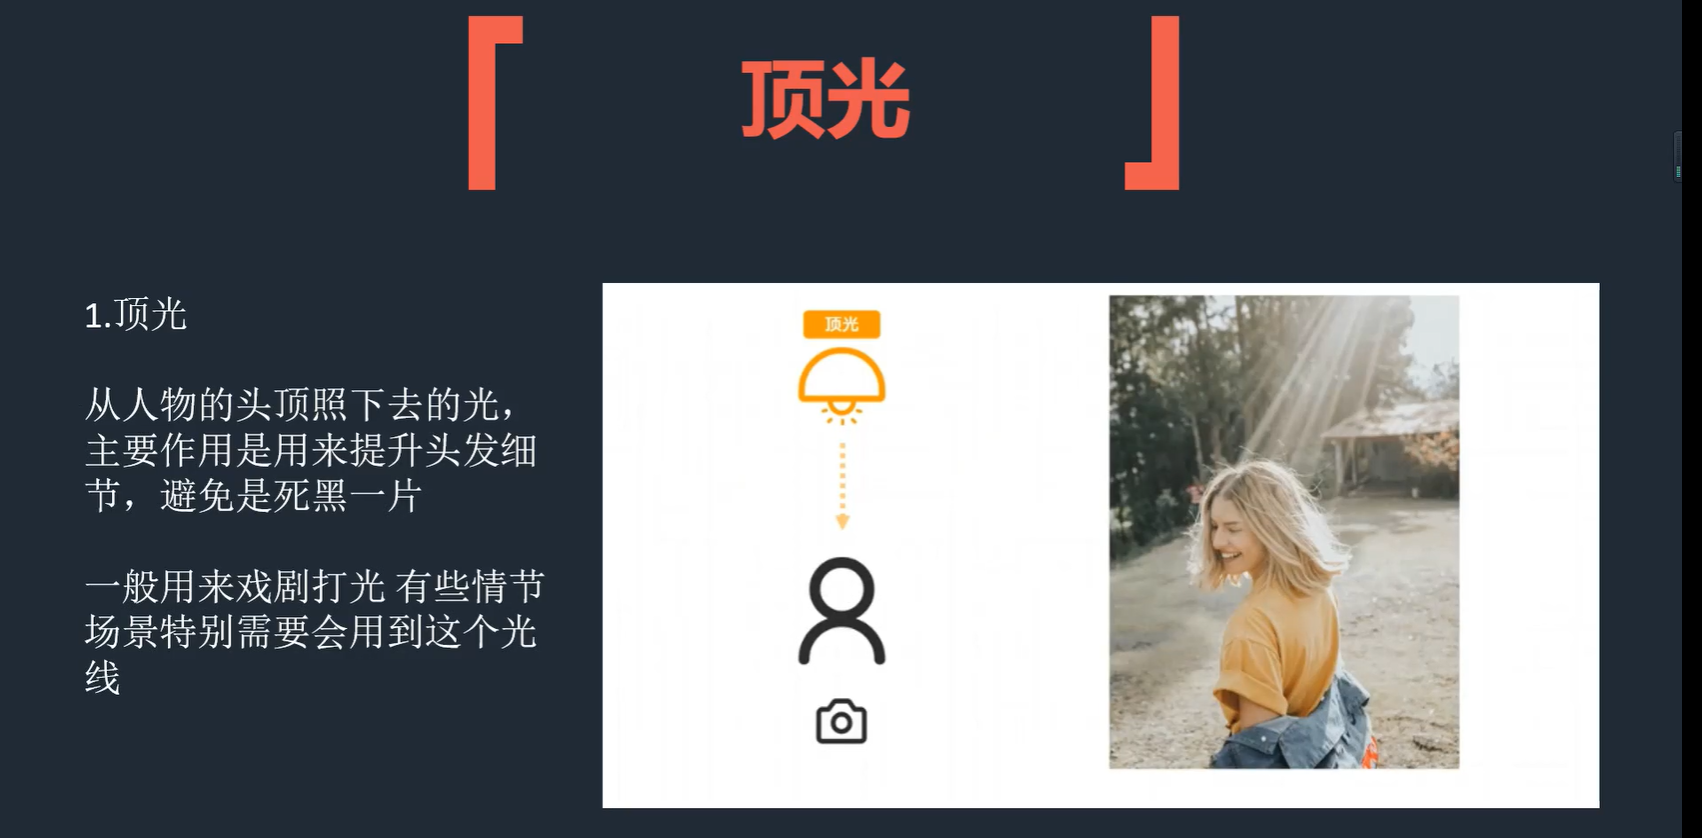 顶光
1.顶光
从人物的头顶照下去的光，
主要作用是用来提升头发细
节，避免是死黑一片
一般用来戏剧打光 有些情节
场景特别需要会用到这个光
线
顶光